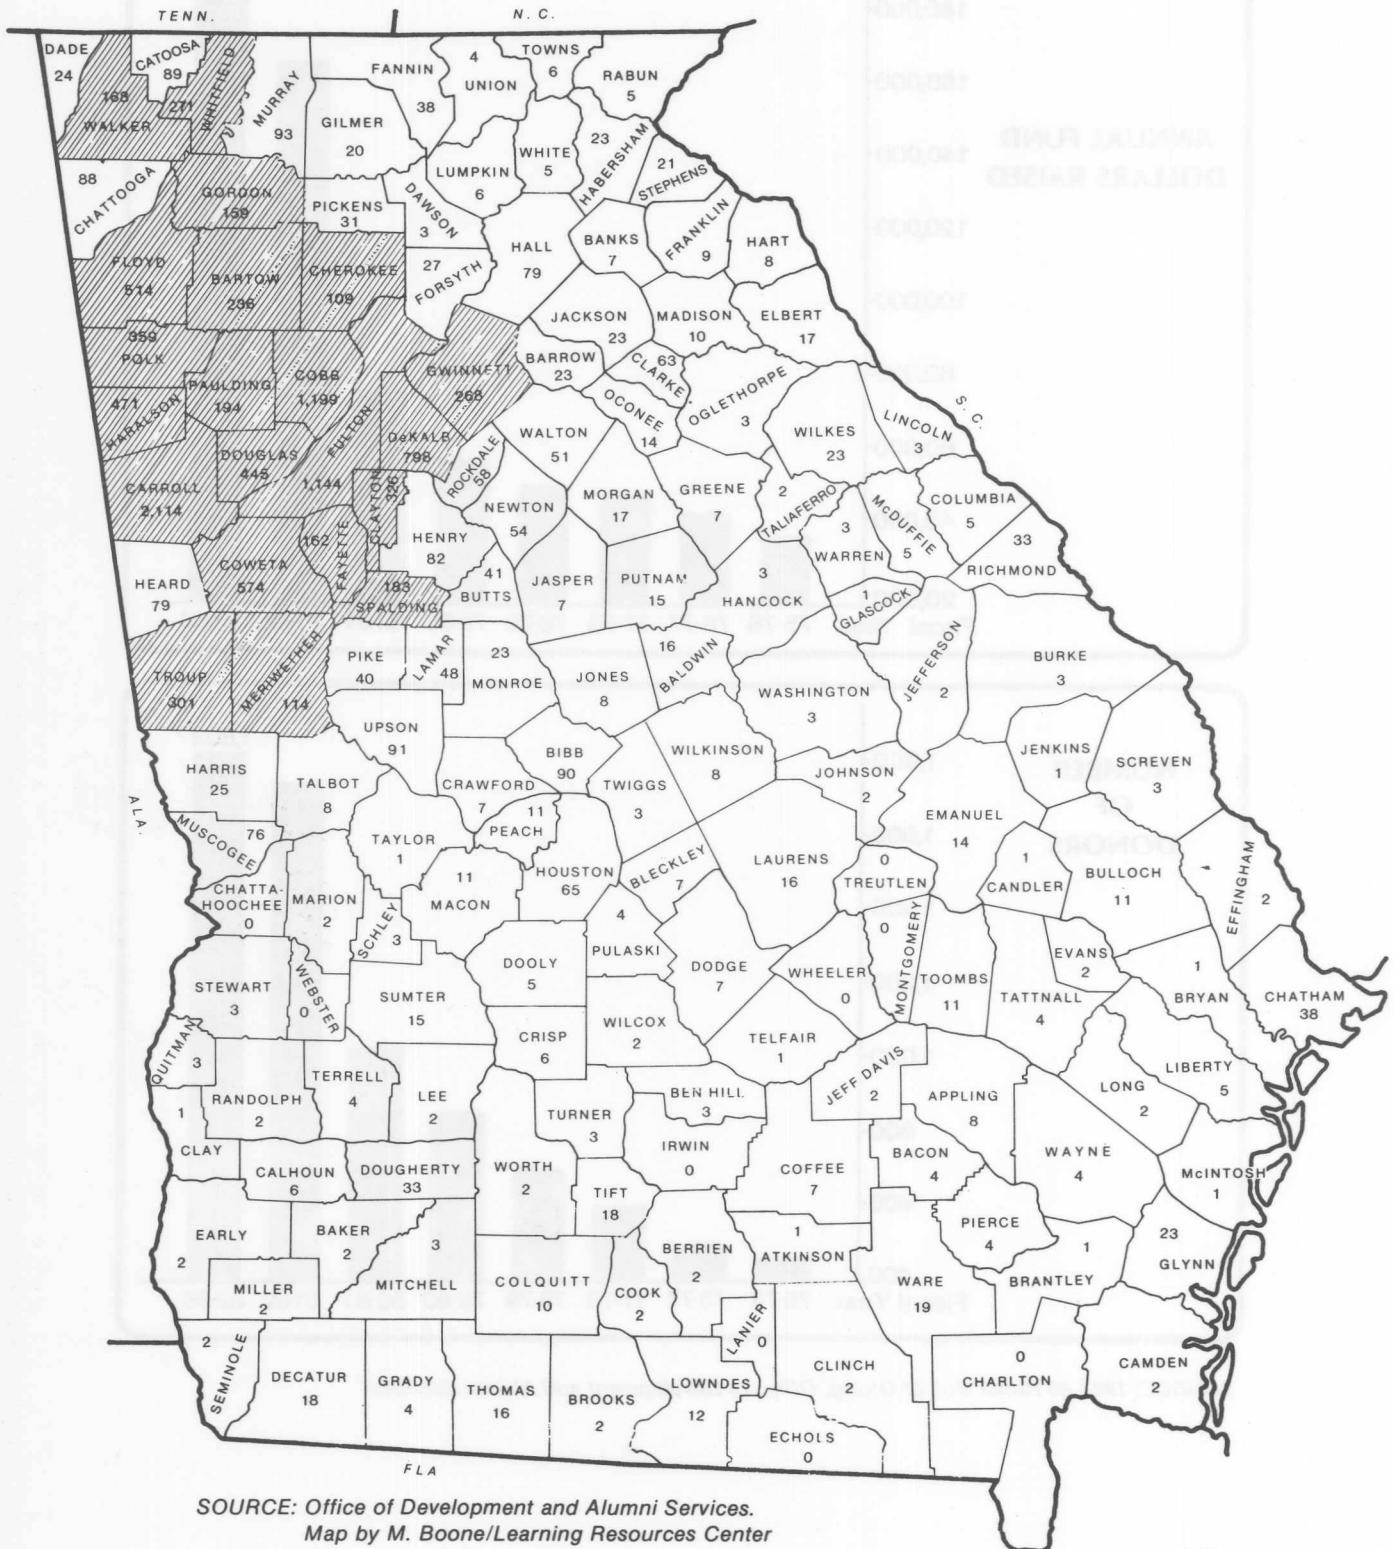 TENN.
N. C.
DADE
24
CATOOSA
89
WHITFIELD
271
168
WALKER
MURRAY
93
FANNIN
38
GILMER
20
4
UNION
TOWNS
6
RABUN
5
88
CHATTOOGA
GORDON
159
PICKENS
31
DAWSON
3
LUMPKIN
6
WHITE
5
23
HABERSHAM
21
STEPHENS
FLOYD
514
BARTOW
236
CHEROKEE
109
27
FORSYTH
HALL
79
BANKS
7
FRANKLIN
9
HART
8
359
POLK
PAULDING
194
COBB
1,199
FULTON
1,144
GWINNETT
268
JACKSON
23
MADISON
10
ELBERT
17
BARROW
23
63
CLARKE
OCONEE
14
OGLETHORPE
3
471
HARALSON
DOUGLAS
445
DeKALB
798
ROCKDALE
58
WALTON
51
WILKES
23
LINCOLN
3
S. C.
CARROLL
2,114
CLAYTON
326
HENRY
82
NEWTON
54
MORGAN
17
GREENE
7
2
TALIAFERRO
3
WARREN
McDUFFIE
5
COLUMBIA
5
33
RICHMOND
HEARD
79
COWETA
574
162
FAYETTE
183
SPALDING
41
BUTTS
JASPER
7
PUTNAM
15
3
HANCOCK
1
GLASCOCK
JEFFERSON
2
BURKE
3
TROUP
301
MERIWETHER
114
PIKE
40
LAMAR
48
23
MONROE
JONES
8
16
BALDWIN
WASHINGTON
3
JENKINS
1
SCREVEN
3
HARRIS
25
TALBOT
8
UPSON
91
CRAWFORD
7
BIBB
90
TWIGGS
3
WILKINSON
8
JOHNSON
2
EMANUEL
14
ALA.
MUSCOGEE
76
TAYLOR
1
11
PEACH
HOUSTON
65
BLECKLEY
7
LAURENS
16
0
TREUTLEN
1
CANDLER
BULLOCH
11
EFFINGHAM
2
CHATTA-
HOOCHEE
0
MARION
2
SCHLEY
3
11
MACON
DOOLY
5
4
PULASKI
DODGE
7
WHEELER
0
0
MONTGOMERY
TOOMBS
11
TATTNALL
4
EVANS
2
1
BRYAN
CHATHAM
38
STEWART
3
WEBSTER
0
SUMTER
15
CRISP
6
WILCOX
2
TELFAIR
1
QUITMAN
3
RANDOLPH
2
TERRELL
4
LEE
2
TURNER
3
BEN HILL
3
JEFF DAVIS
2
APPLING
8
LONG
2
LIBERTY
5
1
CLAY
CALHOUN
6
DOUGHERTY
33
WORTH
2
TIFT
18
IRWIN
0
COFFEE
7
BACON
4
WAYNE
4
McINTOSH
1
EARLY
2
BAKER
2
3
MITCHELL
COLQUITT
10
BERRIEN
2
COOK
2
1
ATKINSON
WARE
19
PIERCE
4
1
BRANTLEY
23
GLYNN
MILLER
2
2
SEMINOLE
DECATUR
18
GRADY
4
THOMAS
16
BROOKS
2
LOWNDES
12
LANIER
0
CLINCH
2
ECHOLS
0
0
CHARLTON
CAMDEN
2
FLA
SOURCE: Office of Development and Alumni Services.
Map by M. Boone/Learning Resources Center